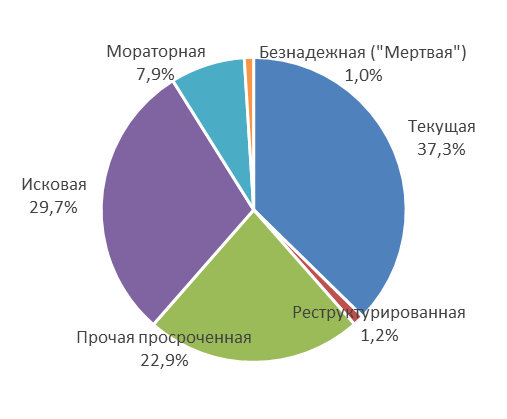 Мораторная
7,9%
Безнадежная ("Мертвая")
1,0%
Текущая
37,3%
Исковая
29,7%
Реструктурированная
1,2%
Прочая просроченная
22,9%